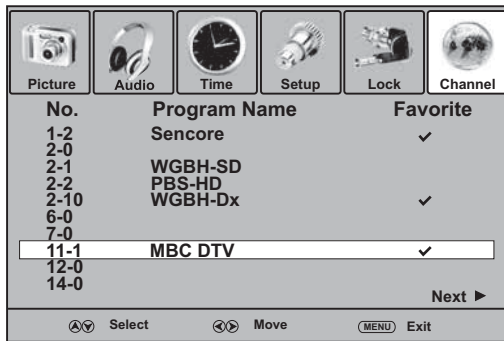 Picture Audio Time Setup Lock Channel
No. Program Name Favorite
1-2 Sencore ✓
2-0
2-1 WGBH-SD
2-2 PBS-HD
2-10 WGBH-Dx ✓
6-0
7-0
11-1 MBC DTV ✓
12-0
14-0
Next ►
Select Move MENU Exit